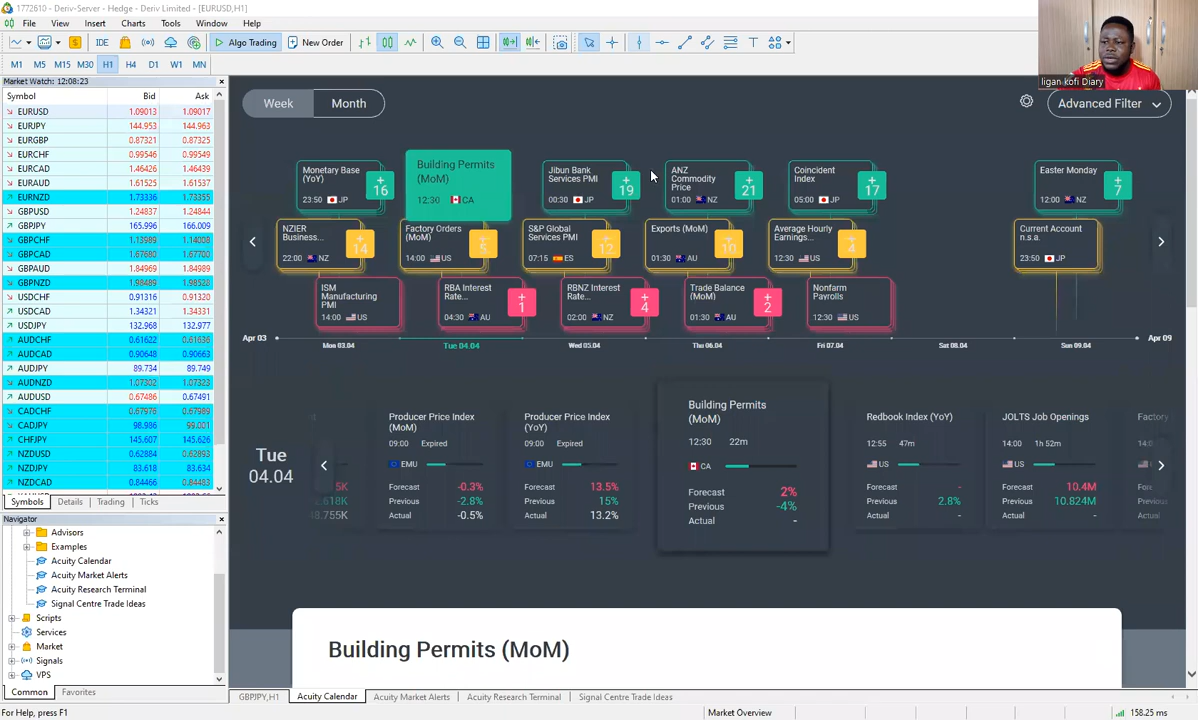 1772610 - Deriv-Server - Hedge - Deriv Limited - [EURUSD,H1]
File View Insert Charts Tools Window Help
IDE Algo Trading New Order
M1 M5 M15 M30 H1 H4 D1 W1 MN
ligan kofi Diary
Market Watch: 12:08:23
Symbol Bid Ask
EURUSD 1.09013 1.09017
EURJPY 144.953 144.963
EURGBP 0.87321 0.87331
EURCHF 0.99546 0.99549
EURCAD 1.46426 1.46429
EURAUD 1.61525 1.61537
EURNZD 1.73336 1.73355
GBPUSD 1.24837 1.24841
GBPJPY 165.996 166.009
GBPCHF 1.13989 1.14008
GBPCAD 1.67680 1.67700
GBPAUD 1.84969 1.84989
GBPNZD 1.98489 1.98528
USDCHF 0.91316 0.91320
USDCAD 1.34321 1.34331
USDJPY 132.968 132.977
AUDCHF 0.61622 0.61636
AUDCAD 0.90648 0.90663
AUDJPY 89.734 89.749
AUDNZD 1.07302 1.07323
AUDUSD 0.67486 0.67491
CADCHF 0.67976 0.67989
CADJPY 98.986 99.001
CHFJPY 145.607 145.626
NZDUSD 0.62884 0.62893
NZDJPY 83.618 83.634
NZDCAD 0.84466 0.84483
Symbols Details Trading Ticks
Navigator
Advisors
Examples
Acuity Calendar
Acuity Market Alerts
Acuity Research Terminal
Signal Centre Trade Ideas
Scripts
Services
Market
Signals
VPS
Common Favorites
For Help, press F1
Week Month
Advanced Filter
Monetary Base (YoY)
23:50 JP
+16
Building Permits (MoM)
12:30 CA
Jibun Bank Services PMI
00:30 JP
+19
ANZ Commodity Price
01:00 NZ
+21
Coincident Index
05:00 JP
+17
Easter Monday
12:00 NZ
+7
NZIER Business...
22:00 NZ
+14
Factory Orders (MoM)
14:00 US
+5
S&P Global Services PMI
07:15 ES
+12
Exports (MoM)
01:30 AU
+10
Average Hourly Earnings...
12:30 US
+4
Current Account n.s.a.
23:50 JP
ISM Manufacturing PMI
14:00 US
RBA Interest Rate...
04:30 AU
+1
RBNZ Interest Rate...
02:00 NZ
+4
Trade Balance (MoM)
01:30 AU
+2
Nonfarm Payrolls
12:30 US
Apr 03 Mon 03.04 Tue 04.04 Wed 05.04 Thu 06.04 Fri 07.04 Sat 08.04 Sun 09.04 Apr 09
Tue
04.04
Producer Price Index (MoM)
09:00 Expired
EMU
Forecast -0.3%
Previous -2.8%
Actual -0.5%
Producer Price Index (YoY)
09:00 Expired
EMU
Forecast 13.5%
Previous 15%
Actual 13.2%
Building Permits (MoM)
12:30 22m
CA
Forecast 2%
Previous -4%
Actual -
Redbook Index (YoY)
12:55 47m
US
Forecast -
Previous 2.8%
Actual -
JOLTS Job Openings
14:00 1h 52m
US
Forecast 10.4M
Previous 10.824M
Actual -
Factory
US
Building Permits (MoM)
GBPJPY,H1 Acuity Calendar Acuity Market Alerts Acuity Research Terminal Signal Centre Trade Ideas
Market Overview 158.25 ms